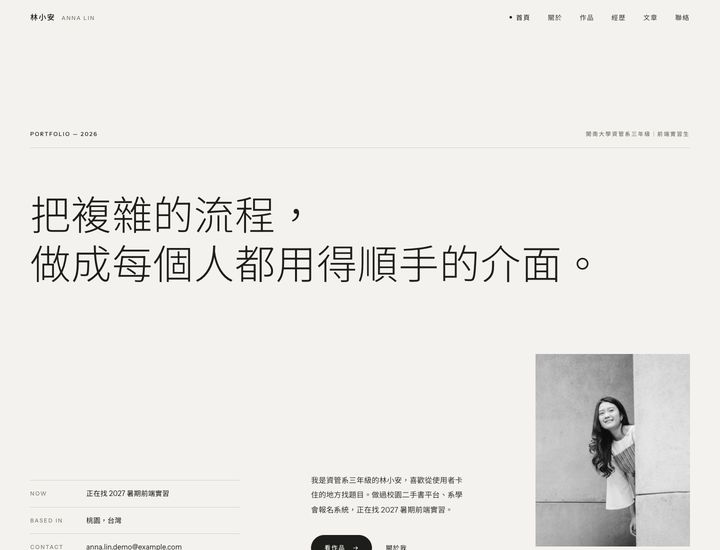 林小安 ANNA LIN
首頁 關於 作品 經歷 文章 聯絡
PORTFOLIO — 2026
開南大學資管系三年級｜前端實習生
把複雜的流程，
做成每個人都用得順手的介面。
NOW 正在找 2027 暑期前端實習
BASED IN 桃園，台灣
CONTACT anna.lin.demo@example.com
我是資管系三年級的林小安，喜歡從使用者卡
住的地方找題目。做過校園二手書平台、系學
會報名系統，正在找 2027 暑期前端實習。
看作品 → 關於我